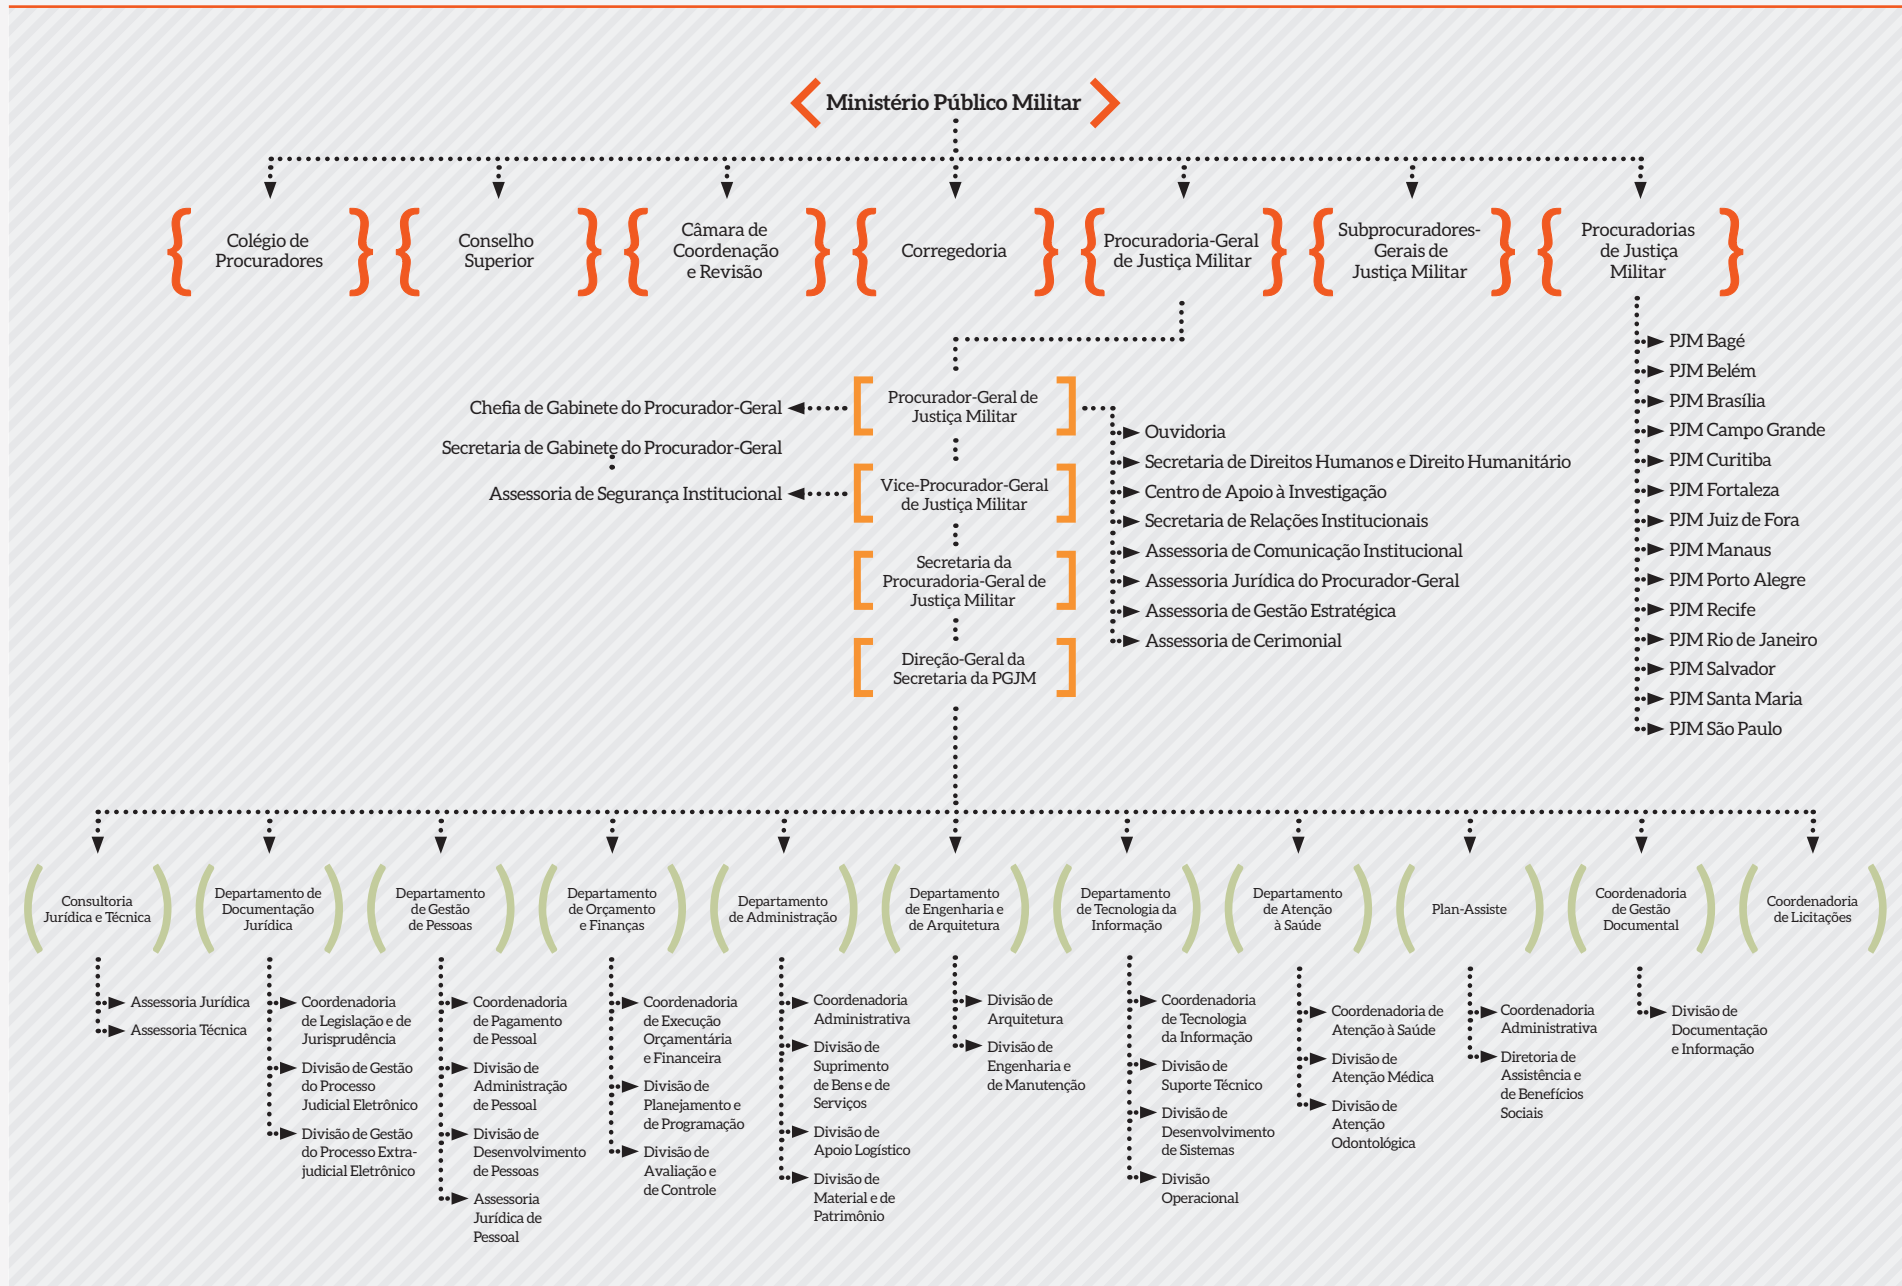 Ministério Público Militar
Colégio de
Procuradores
Conselho
Superior
Câmara de
Coordenação
e Revisão
Corregedoria
Procuradoria-Geral
de Justiça Militar
Subprocuradores-
Gerais de
Justiça Militar
Procuradorias
de Justiça
Militar
Procurador-Geral de
Justiça Militar
Chefia de Gabinete do Procurador-Geral
Secretaria de Gabinete do Procurador-Geral
Vice-Procurador-Geral
de Justiça Militar
Assessoria de Segurança Institucional
Secretaria da
Procuradoria-Geral de
Justiça Militar
Direção-Geral da
Secretaria da PGJM
Ouvidoria
Secretaria de Direitos Humanos e Direito Humanitário
Centro de Apoio à Investigação
Secretaria de Relações Institucionais
Assessoria de Comunicação Institucional
Assessoria Jurídica do Procurador-Geral
Assessoria de Gestão Estratégica
Assessoria de Cerimonial
PJM Bagé
PJM Belém
PJM Brasília
PJM Campo Grande
PJM Curitiba
PJM Fortaleza
PJM Juiz de Fora
PJM Manaus
PJM Porto Alegre
PJM Recife
PJM Rio de Janeiro
PJM Salvador
PJM Santa Maria
PJM São Paulo
Consultoria
Jurídica e Técnica
Assessoria Jurídica
Assessoria Técnica
Departamento de
Documentação
Jurídica
Coordenadoria
de Legislação e de
Jurisprudência
Divisão de Gestão
do Processo
Judicial Eletrônico
Divisão de Gestão
do Processo Extra-
judicial Eletrônico
Departamento
de Gestão
de Pessoas
Coordenadoria
de Pagamento
de Pessoal
Divisão de
Administração
de Pessoal
Divisão de
Desenvolvimento
de Pessoas
Assessoria
Jurídica de
Pessoal
Departamento
de Orçamento
e Finanças
Coordenadoria
de Execução
Orçamentária
e Financeira
Divisão de
Planejamento e
de Programação
Divisão de
Avaliação e
de Controle
Departamento
de Administração
Coordenadoria
Administrativa
Divisão de
Suprimento
de Bens e de
Serviços
Divisão de
Apoio Logístico
Divisão de
Material e de
Patrimônio
Departamento
de Engenharia e
de Arquitetura
Divisão de
Arquitetura
Divisão de
Engenharia e
de Manutenção
Departamento
de Tecnologia da
Informação
Coordenadoria
de Tecnologia
da Informação
Divisão de
Suporte Técnico
Divisão de
Desenvolvimento
de Sistemas
Divisão
Operacional
Departamento
de Atenção
à Saúde
Coordenadoria de
Atenção à Saúde
Divisão de
Atenção Médica
Divisão de
Atenção
Odontológica
Plan-Assiste
Coordenadoria
Administrativa
Diretoria de
Assistência e
de Benefícios
Sociais
Coordenadoria
de Gestão
Documental
Divisão de
Documentação
e Informação
Coordenadoria
de Licitações